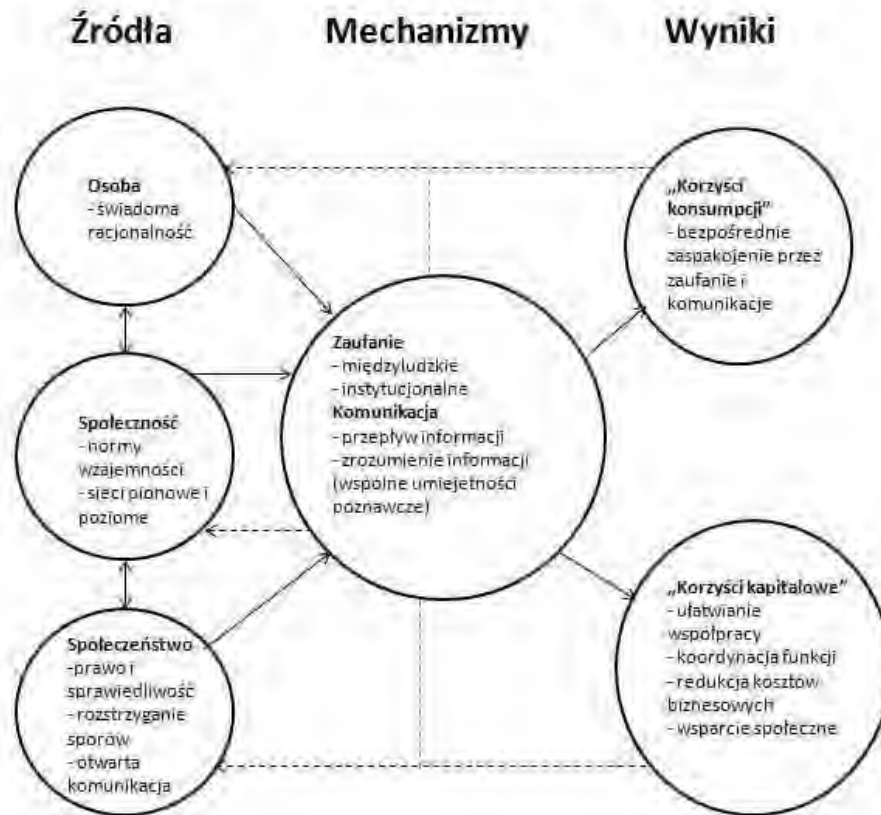 Źródła
Mechanizmy
Wyniki
Osoba
- świadoma
racjonalność
Społeczność
- normy
wzajemności
- sieci pionowe i
poziome
Społeczeństwo
-prawo i
sprawiedliwość
- rozstrzyganie
sporów
- otwarta
komunikacja
Zaufanie
- międzyludzkie
- instytucjonalne
Komunikacja
- przepływ informacji
- zrozumienie informacji
(wspólne umiejętności
poznawcze)
„Korzyści
konsumpcji”
- bezpośrednie
zaspakojenie przez
zaufanie i
komunikacje
„Korzyści kapitałowe”
- ułatwianie
współpracy
- koordynacja funkcji
- redukcja kosztów
biznesowych
- wsparcie społeczne